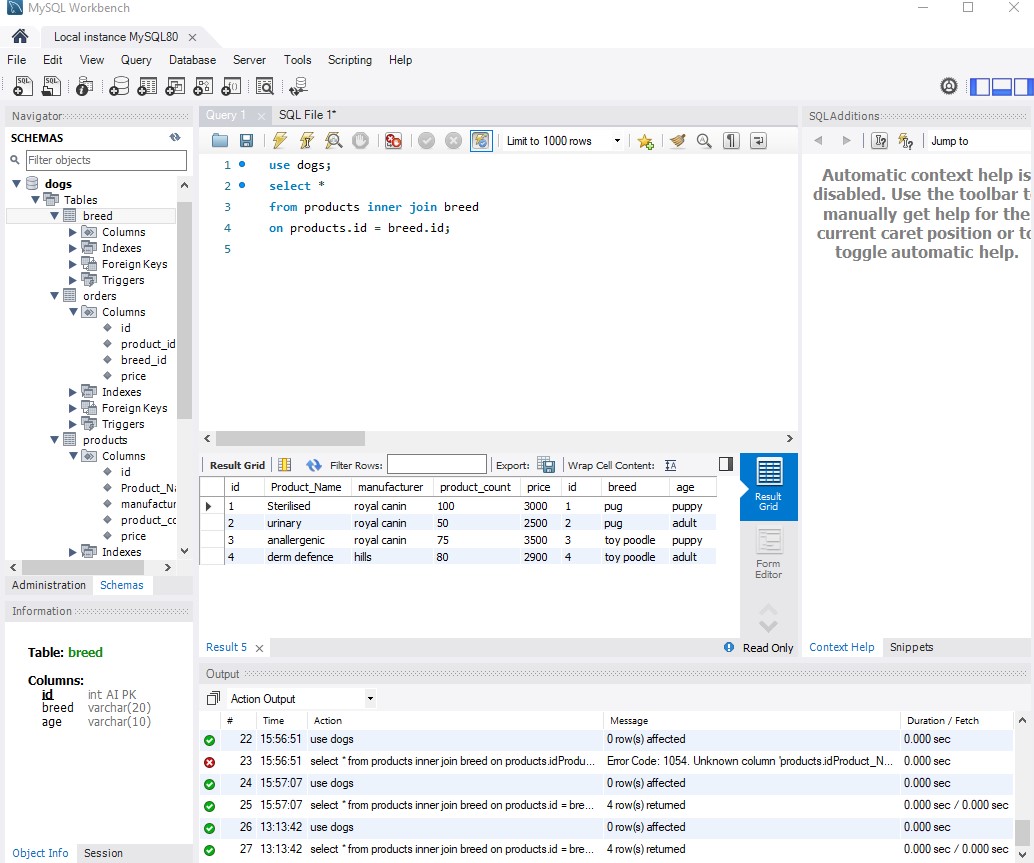 MySQL Workbench
Local instance MySQL80
File Edit View Query Database Server Tools Scripting Help
Navigator
SCHEMAS
Filter objects
dogs
Tables
breed
Columns
Indexes
Foreign Keys
Triggers
orders
Columns
id
product_id
breed_id
price
Indexes
Foreign Keys
Triggers
products
Columns
id
Product_Na
manufactur
product_co
price
Indexes
Administration Schemas
Information
Table: breed
Columns:
id int AI PK
breed varchar(20)
age varchar(10)
Object Info Session
Query 1 SQL File 1*
Limit to 1000 rows
1 use dogs;
2 select *
3 from products inner join breed
4 on products.id = breed.id;
5
Result Grid Filter Rows: Export: Wrap Cell Content: IA
id Product_Name manufacturer product_count price id breed age
1 Sterilised royal canin 100 3000 1 pug puppy
2 urinary royal canin 50 2500 2 pug adult
3 anallergenic royal canin 75 3500 3 toy poodle puppy
4 derm defence hills 80 2900 4 toy poodle adult
Result
Grid
Form
Editor
Result 5 Read Only
SQLAdditions
Jump to
Automatic context help is
disabled. Use the toolbar t
manually get help for the
current caret position or to
toggle automatic help.
Context Help Snippets
Output
Action Output
# Time Action Message Duration / Fetch
22 15:56:51 use dogs 0 row(s) affected 0.000 sec
23 15:56:51 select * from products inner join breed on products.idProdu... Error Code: 1054. Unknown column 'products.idProduct_N... 0.000 sec
24 15:57:07 use dogs 0 row(s) affected 0.000 sec
25 15:57:07 select * from products inner join breed on products.id = bre... 4 row(s) returned 0.000 sec / 0.000 sec
26 13:13:42 use dogs 0 row(s) affected 0.000 sec
27 13:13:42 select * from products inner join breed on products.id = bre... 4 row(s) returned 0.000 sec / 0.000 sec